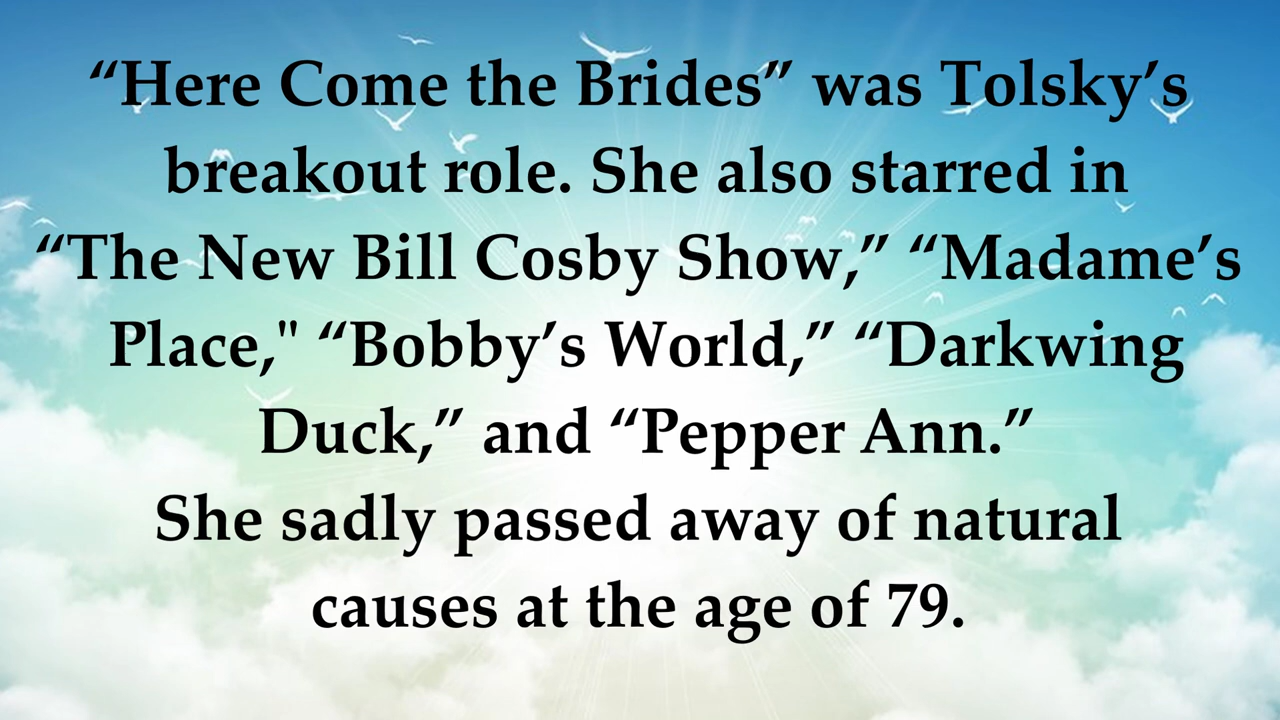 “Here Come the Brides” was Tolsky’s
breakout role. She also starred in
“The New Bill Cosby Show,” “Madame’s
Place," “Bobby’s World,” “Darkwing
Duck,” and “Pepper Ann.”
She sadly passed away of natural
causes at the age of 79.